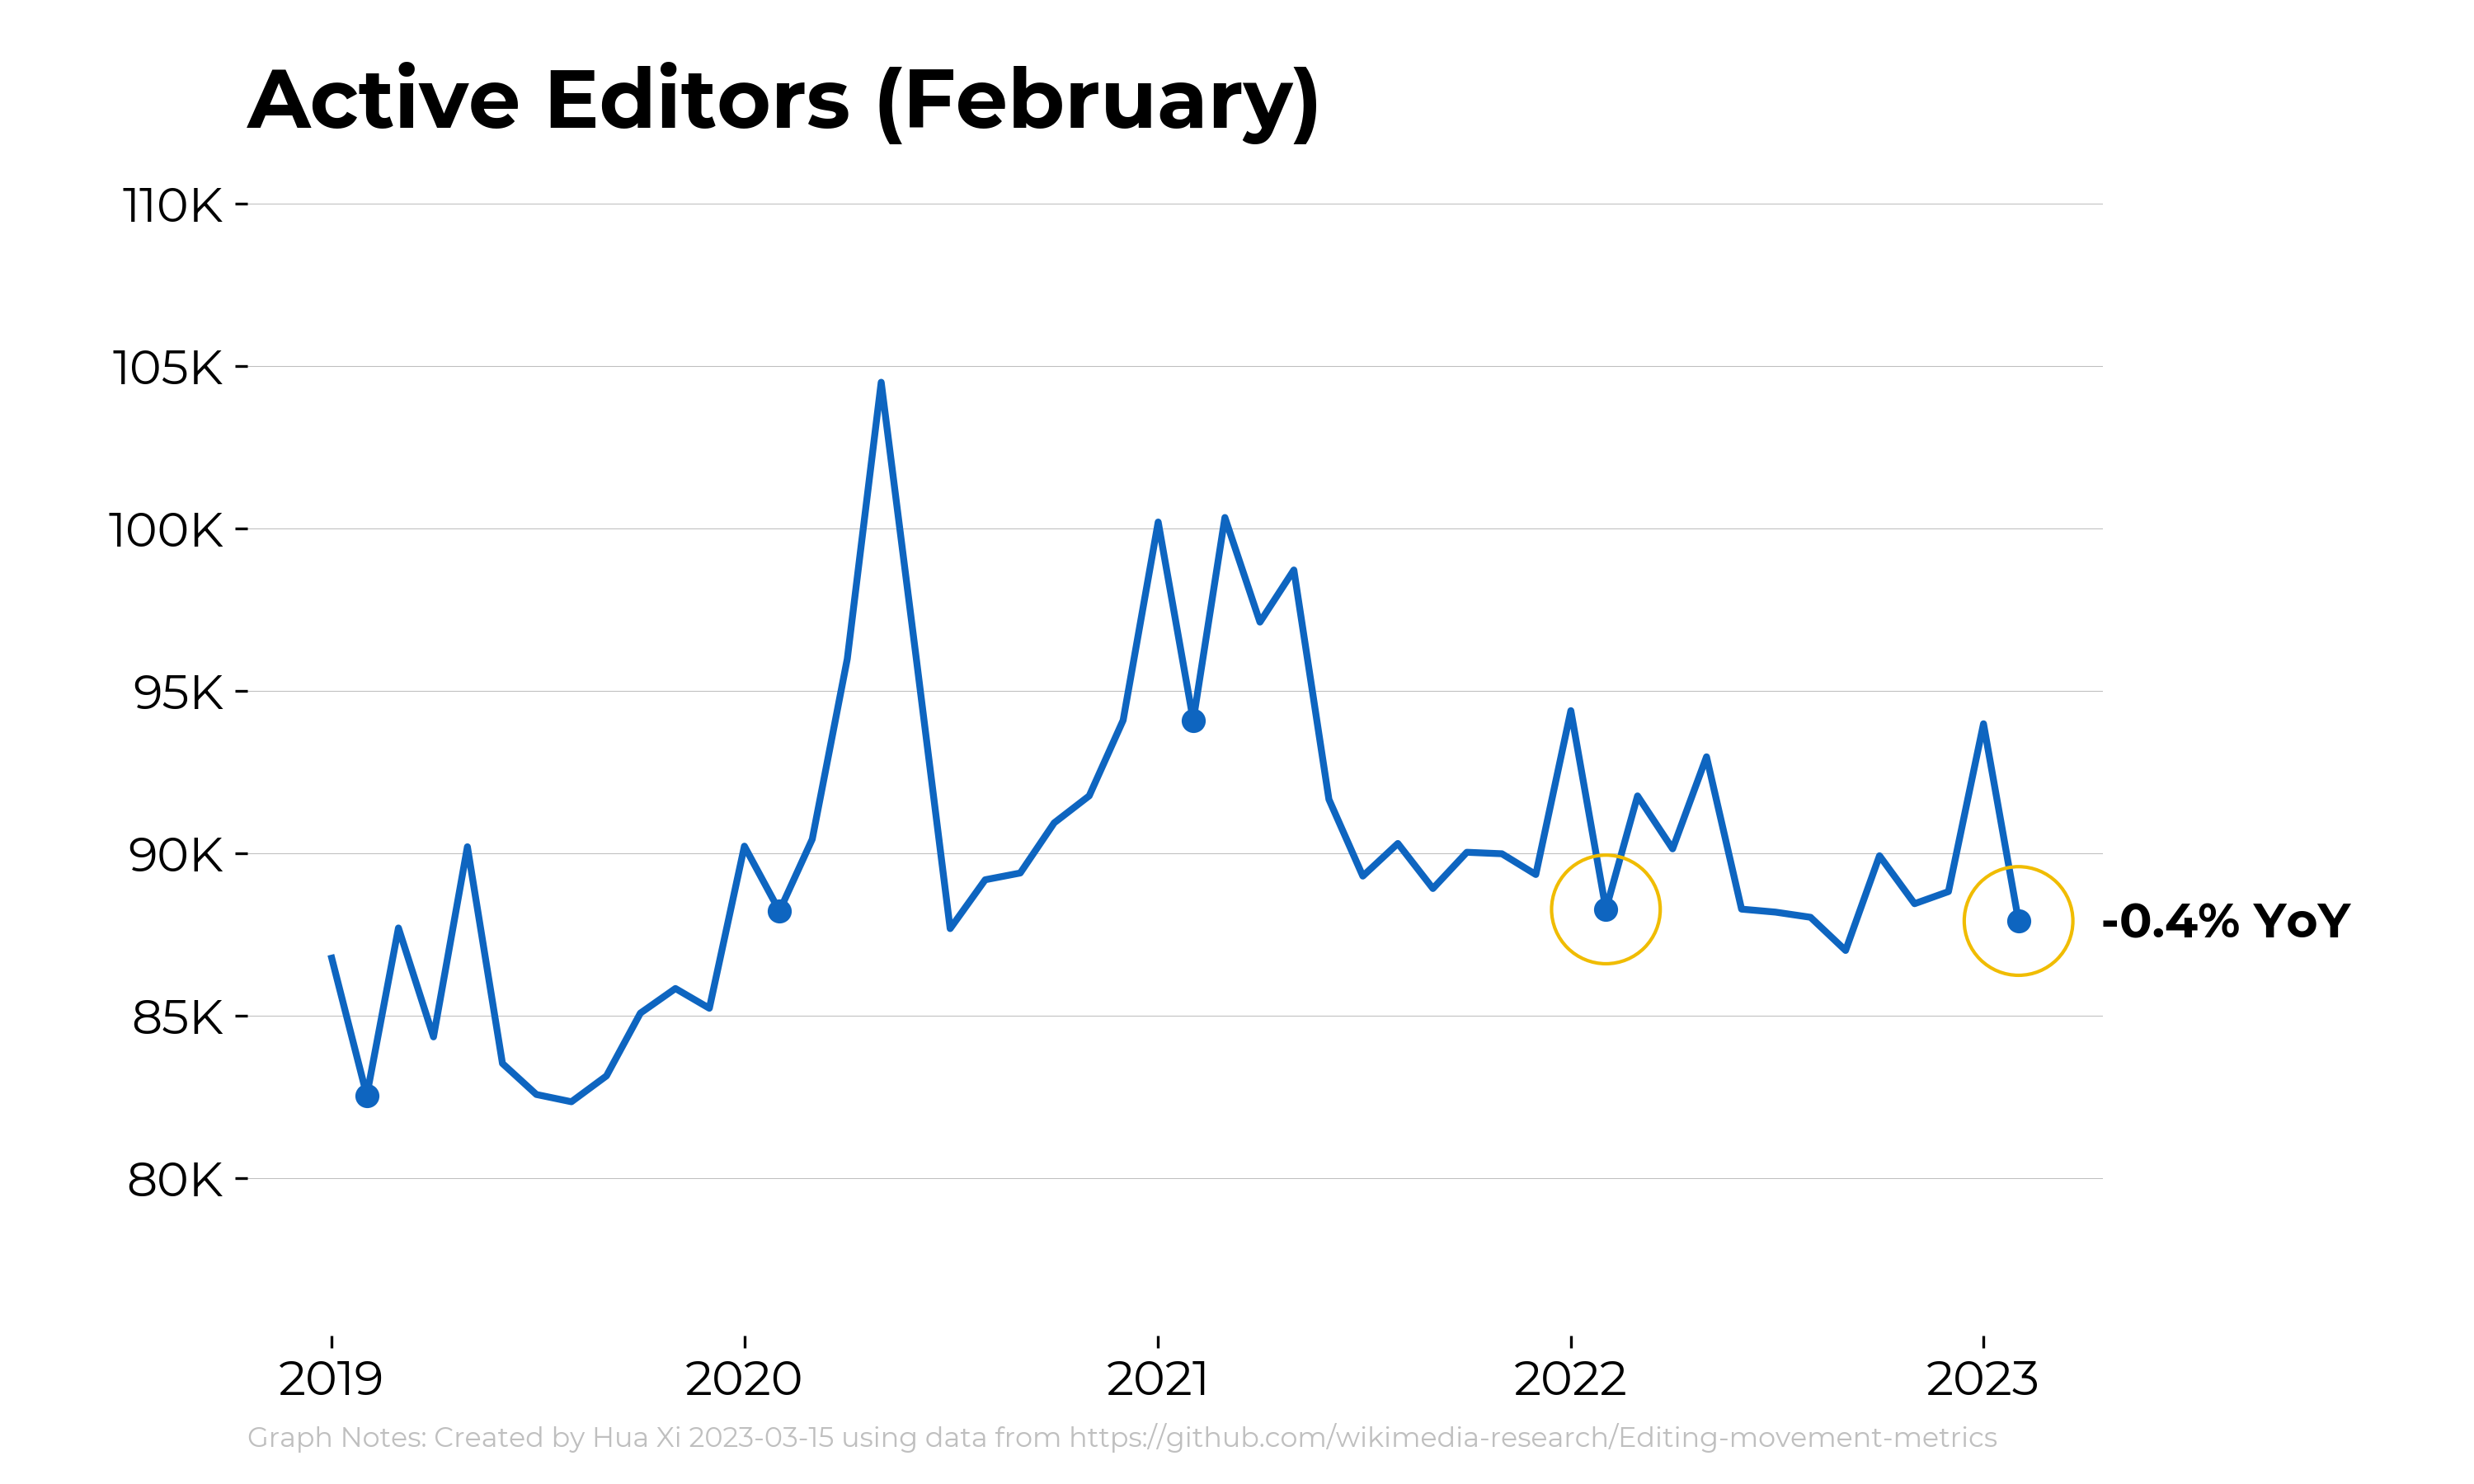 Active Editors (February)
110K
105K
100K
95K
90K
-0.4% YoY
85K
80K
2019 2020 2021 2022 2023
Graph Notes: Created by Hua Xi 2023-03-15 using data from https://github.com/wikimedia-research/Editing-movement-metrics